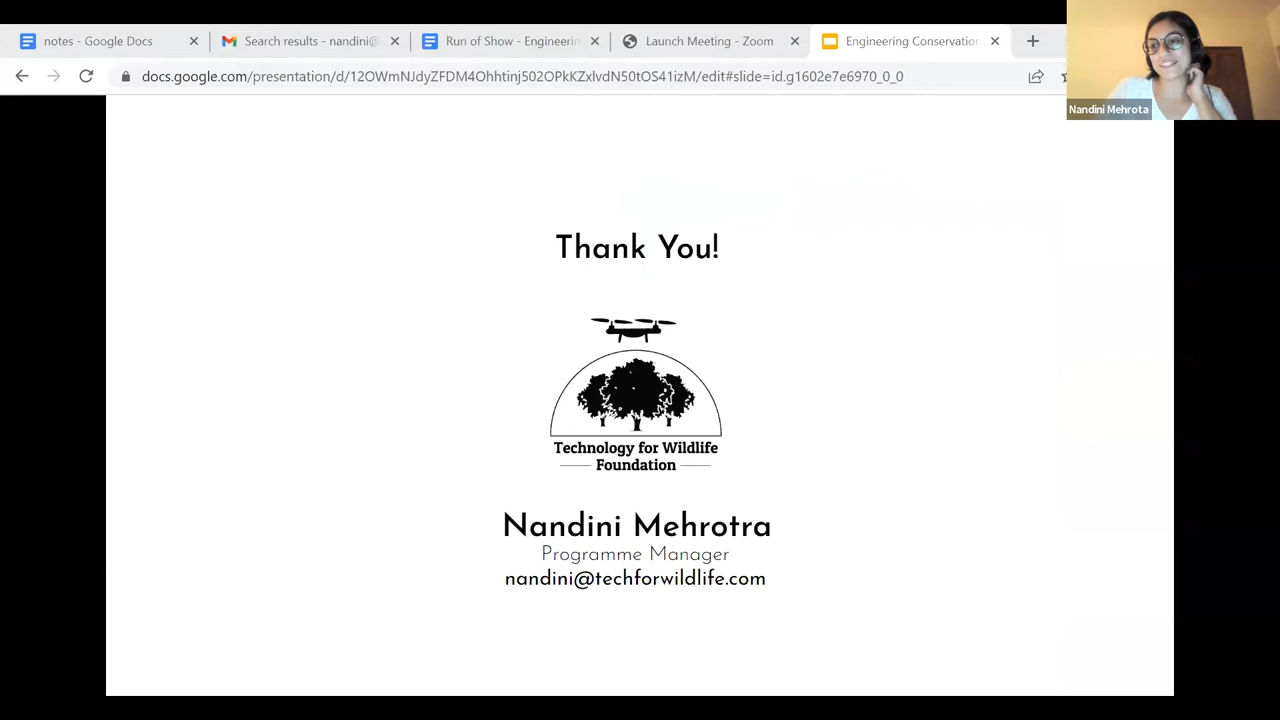 notes - Google Docs
Search results - nandini@
Run of Show - Engineerin
Launch Meeting - Zoom
Engineering Conservation
docs.google.com/presentation/d/12OWmNJdyZFDM4Ohhtinj502OPkKZxlvdN50tOS41izM/edit#slide=id.g1602e7e6970_0_0
Nandini Mehrota
Thank You!
Technology for Wildlife
Foundation
Nandini Mehrotra
Programme Manager
nandini@techforwildlife.com